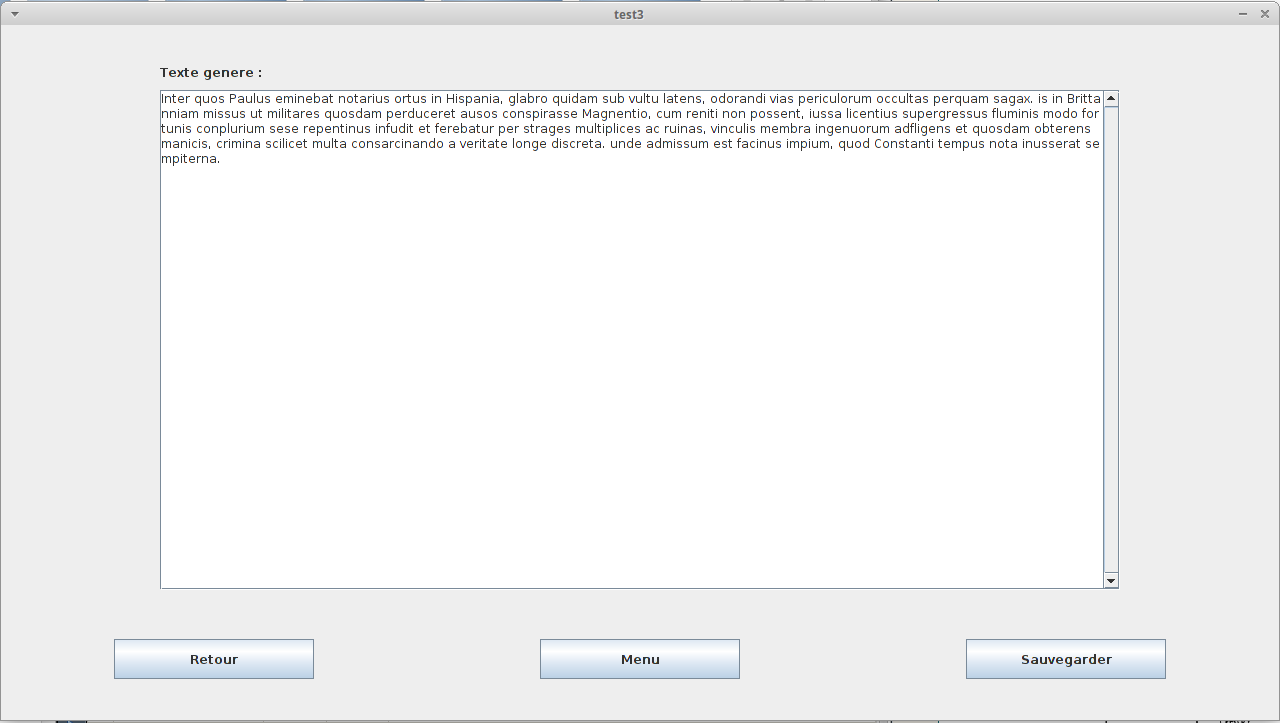 test3
Texte genere :
Inter quos Paulus eminebat notarius ortus in Hispania, glabro quidam sub vultu latens, odorandi vias periculorum occultas perquam sagax. is in Britta
nniam missus ut militares quosdam perduceret ausos conspirasse Magnentio, cum reniti non possent, iussa licentius supergressus fluminis modo for
tunis conplurium sese repentinus infudit et ferebatur per strages multiplices ac ruinas, vinculis membra ingenuorum adfligens et quosdam obterens
manicis, crimina scilicet multa consarcinando a veritate longe discreta. unde admissum est facinus impium, quod Constanti tempus nota inusserat se
mpiterna.
Retour
Menu
Sauvegarder